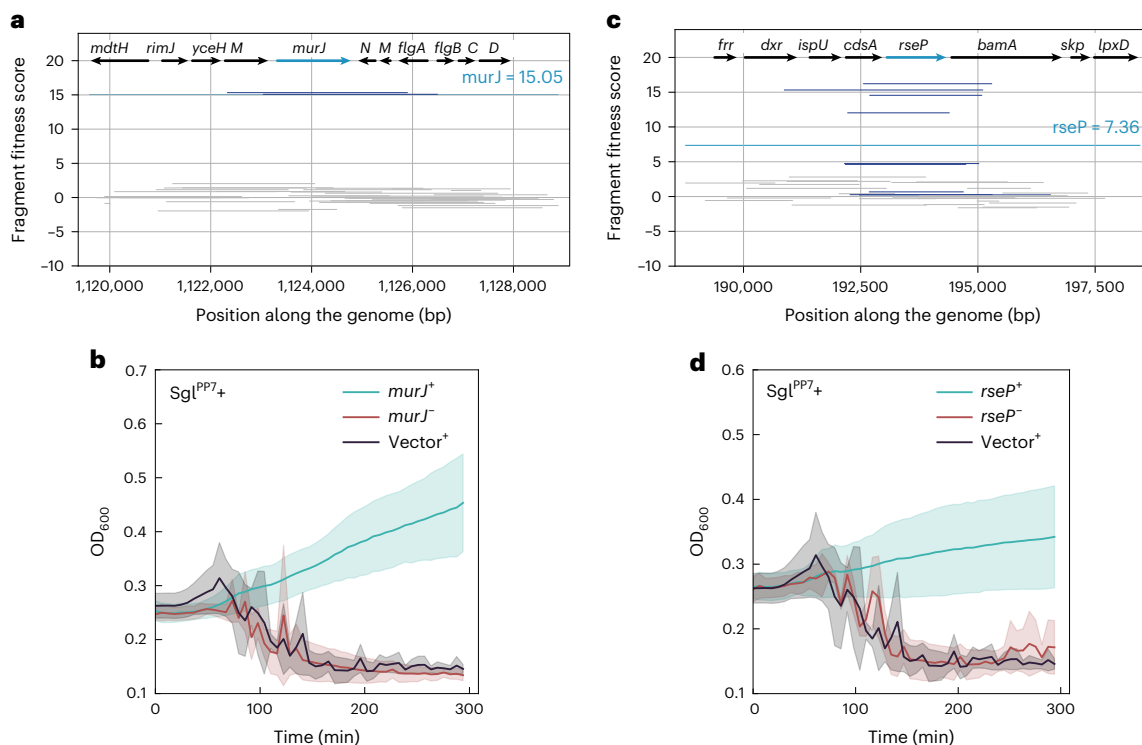 a
mdtH rimJ yceH M murJ N M flgA flgB C D
murJ = 15.05
Fragment fitness score
20
15
10
5
0
−5
−10
1,120,000 1,122,000 1,124,000 1,126,000 1,128,000
Position along the genome (bp)
c
frr dxr ispU cdsA rseP bamA skp lpxD
rseP = 7.36
Fragment fitness score
20
15
10
5
0
−5
−10
190,000 192,500 195,000 197, 500
Position along the genome (bp)
b
Sgl^PP7+
murJ⁺
murJ⁻
Vector⁺
OD₆₀₀
0.7
0.6
0.5
0.4
0.3
0.2
0.1
0 100 200 300
Time (min)
d
Sgl^PP7+
rseP⁺
rseP⁻
Vector⁺
OD₆₀₀
0.6
0.5
0.4
0.3
0.2
0.1
0 100 200 300
Time (min)